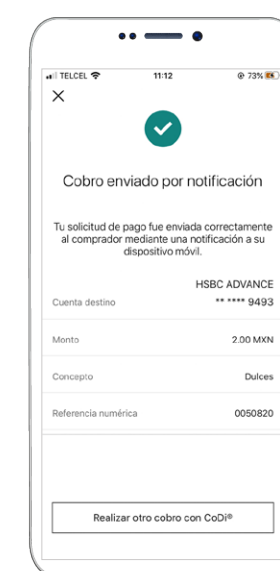 TELCEL 11:12 73%
Cobro enviado por notificación
Tu solicitud de pago fue enviada correctamente
al comprador mediante una notificación a su
dispositivo móvil.
HSBC ADVANCE
Cuenta destino ** **** 9493
Monto 2.00 MXN
Concepto Dulces
Referencia numérica 0050820
Realizar otro cobro con CoDi®